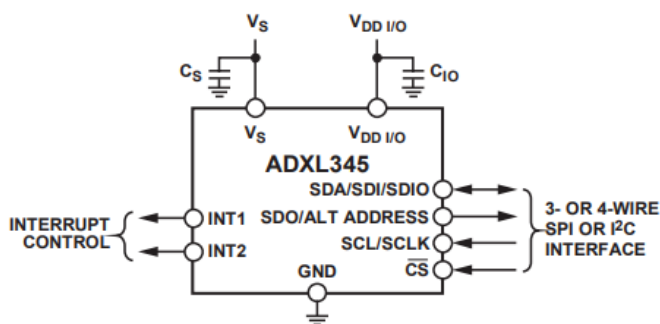 VS
VDD I/O
CS
CIO
VS
VDD I/O
ADXL345
SDA/SDI/SDIO
SDO/ALT ADDRESS
SCL/SCLK
CS
INT1
INT2
GND
INTERRUPT
CONTROL
3- OR 4-WIRE
SPI OR I2C
INTERFACE